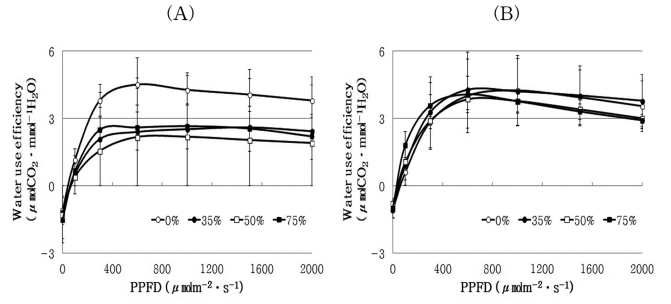 (A)
(B)
Water use efficiency
(μmolCO₂・mmol⁻¹H₂O)
6
3
0
−3
○0% ◆35% □50% ■75%
0 400 800 1200 1600 2000
PPFD(μmolm⁻²・s⁻¹)
Water use efficiency
(μmolCO₂・mmol⁻¹H₂O)
6
3
0
−3
○0% ◆35% □50% ■75%
0 400 800 1200 1600 2000
PPFD(μmolm⁻²・s⁻¹)